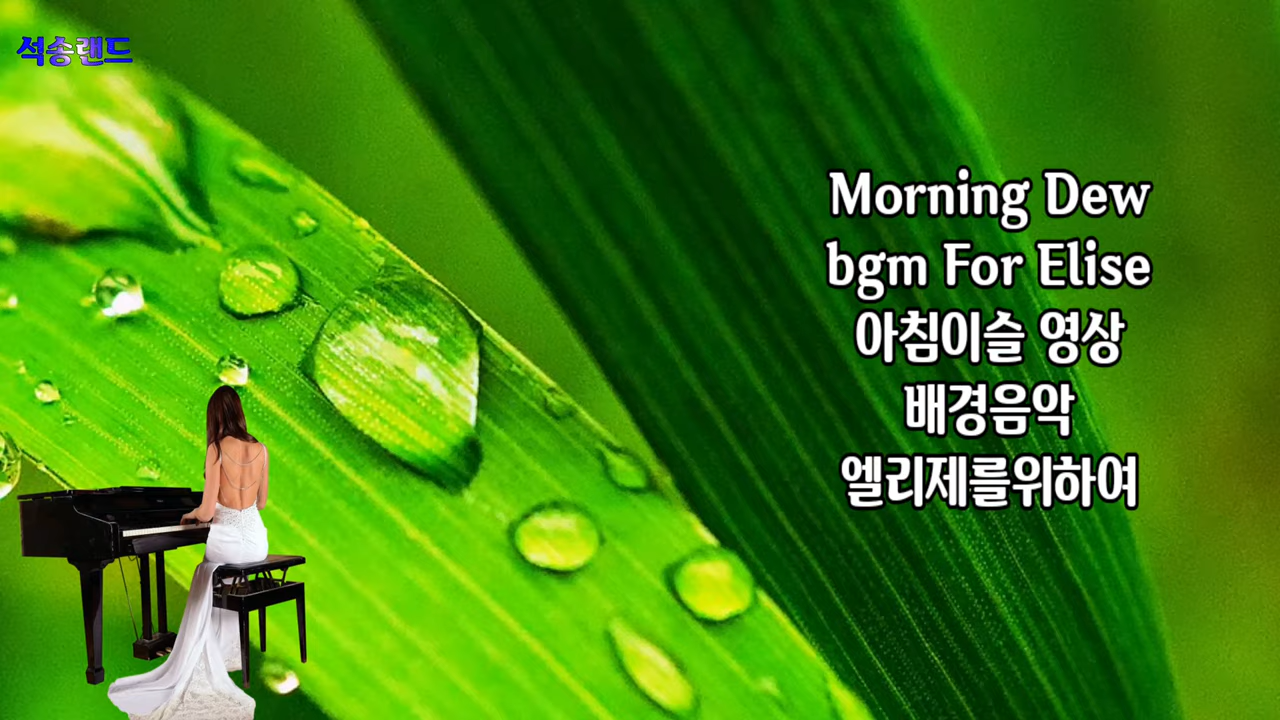 석송랜드
Morning Dew
bgm For Elise
아침이슬 영상
배경음악
엘리제를위하여